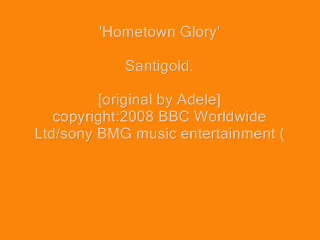 'Hometown Glory'
Santigold.
[original by Adele]
copyright:2008 BBC Worldwide
Ltd/sony BMG music entertainment (